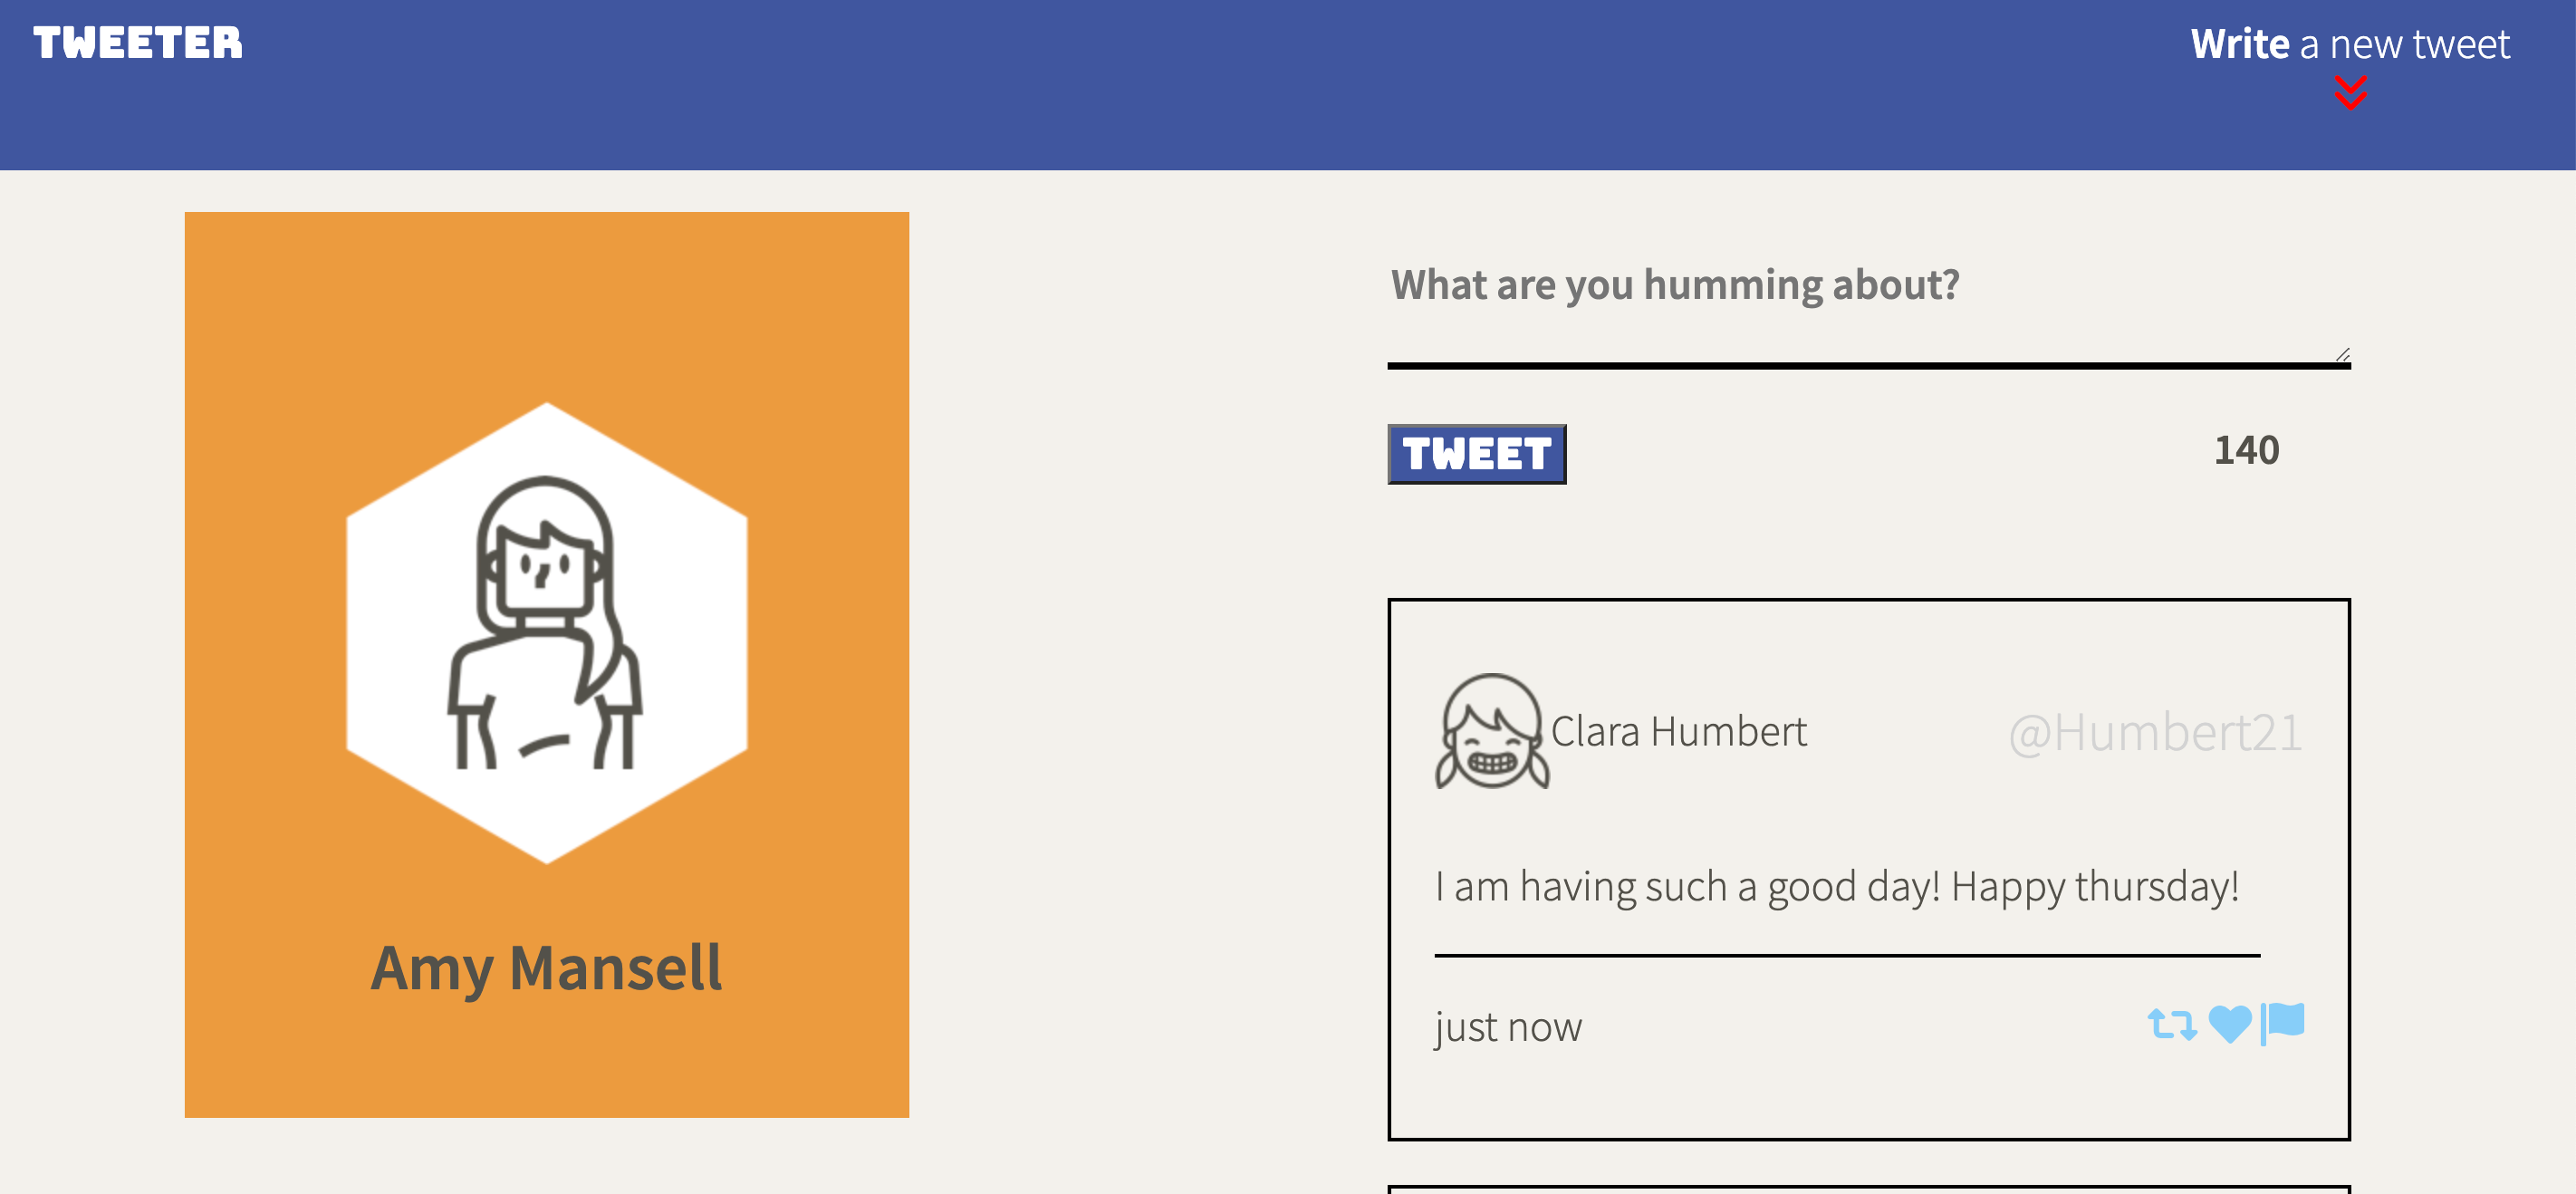 TWEETER
Write a new tweet
Amy Mansell
What are you humming about?
TWEET
140
Clara Humbert
@Humbert21
I am having such a good day! Happy thursday!
just now